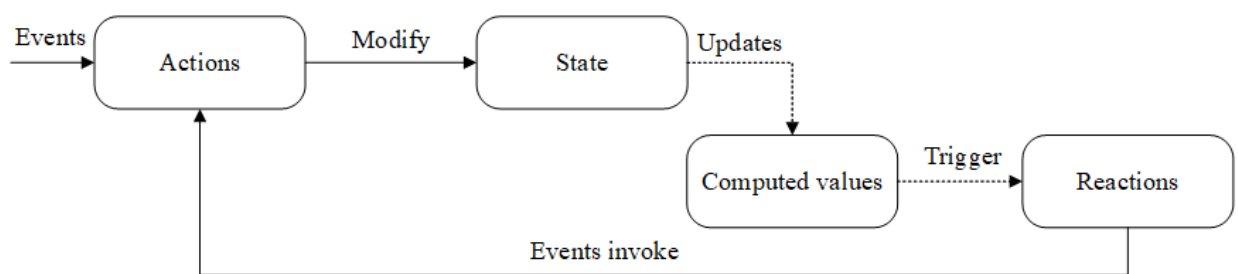 Events
Actions
Modify
State
Updates
Computed values
Trigger
Reactions
Events invoke